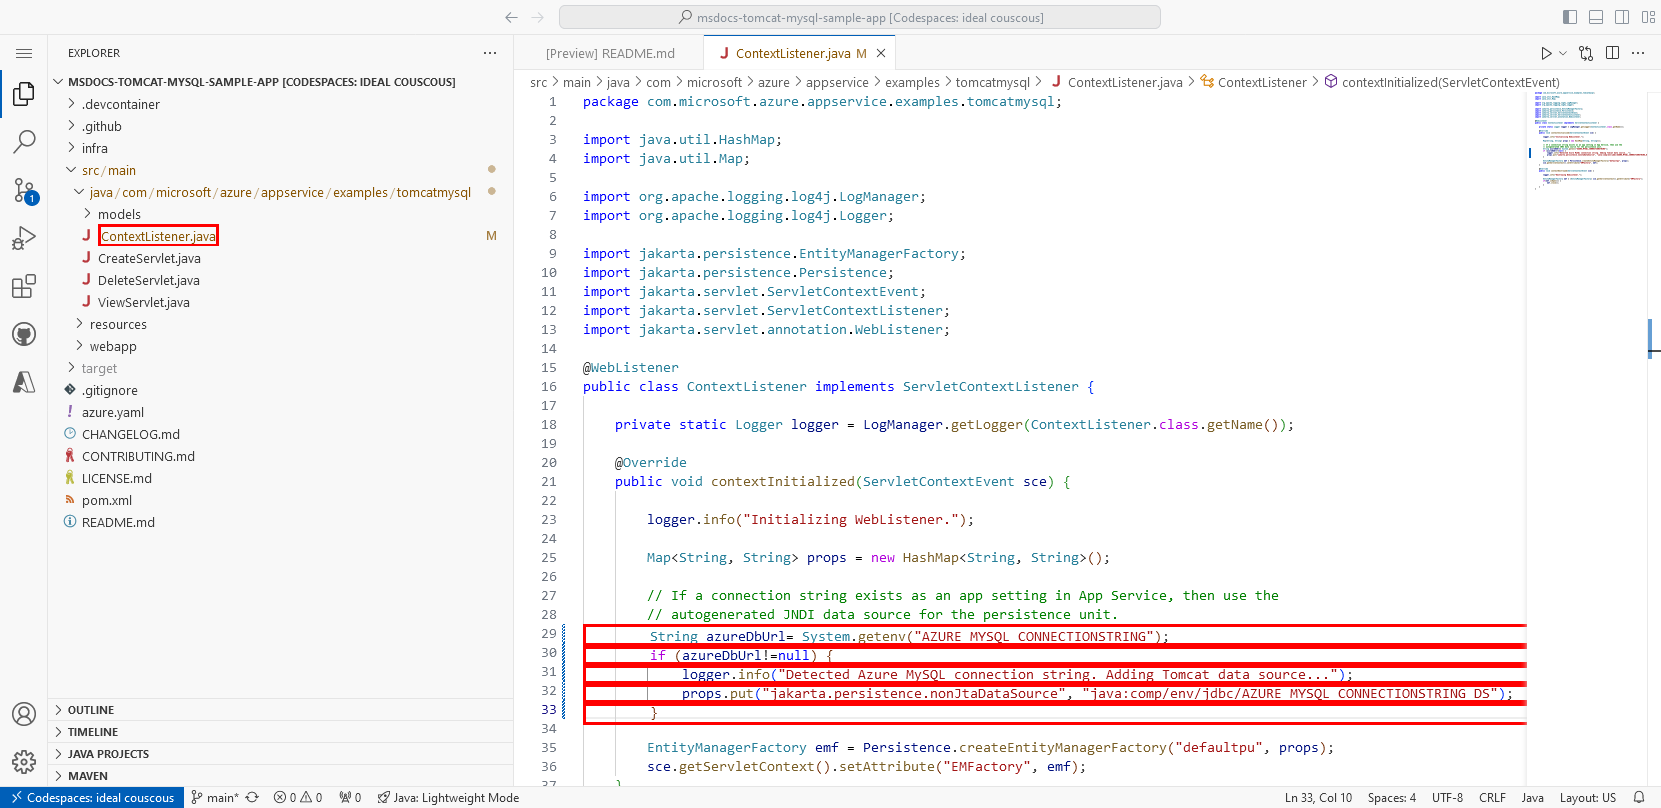 msdocs-tomcat-mysql-sample-app [Codespaces: ideal couscous]
EXPLORER
MSDOCS-TOMCAT-MYSQL-SAMPLE-APP [CODESPACES: IDEAL COUSCOUS]
.devcontainer
.github
infra
src/main
java/com/microsoft/azure/appservice/examples/tomcatmysql
models
ContextListener.java M
CreateServlet.java
DeleteServlet.java
ViewServlet.java
resources
webapp
target
.gitignore
azure.yaml
CHANGELOG.md
CONTRIBUTING.md
LICENSE.md
pom.xml
README.md
OUTLINE
TIMELINE
JAVA PROJECTS
MAVEN
1
[Preview] README.md
ContextListener.java M
src > main > java > com > microsoft > azure > appservice > examples > tomcatmysql > ContextListener.java > ContextListener > contextInitialized(ServletContextEvent)
1 package com.microsoft.azure.appservice.examples.tomcatmysql;
2
3 import java.util.HashMap;
4 import java.util.Map;
5
6 import org.apache.logging.log4j.LogManager;
7 import org.apache.logging.log4j.Logger;
8
9 import jakarta.persistence.EntityManagerFactory;
10 import jakarta.persistence.Persistence;
11 import jakarta.servlet.ServletContextEvent;
12 import jakarta.servlet.ServletContextListener;
13 import jakarta.servlet.annotation.WebListener;
14
15 @WebListener
16 public class ContextListener implements ServletContextListener {
17
18 private static Logger logger = LogManager.getLogger(ContextListener.class.getName());
19
20 @Override
21 public void contextInitialized(ServletContextEvent sce) {
22
23 logger.info("Initializing WebListener.");
24
25 Map<String, String> props = new HashMap<String, String>();
26
27 // If a connection string exists as an app setting in App Service, then use the
28 // autogenerated JNDI data source for the persistence unit.
29 String azureDbUrl= System.getenv("AZURE_MYSQL_CONNECTIONSTRING");
30 if (azureDbUrl!=null) {
31 logger.info("Detected Azure MySQL connection string. Adding Tomcat data source...");
32 props.put("jakarta.persistence.nonJtaDataSource", "java:comp/env/jdbc/AZURE_MYSQL_CONNECTIONSTRING_DS");
33 }
34
35 EntityManagerFactory emf = Persistence.createEntityManagerFactory("defaultpu", props);
36 sce.getServletContext().setAttribute("EMFactory", emf);
37 }
Codespaces: ideal couscous main* 0 0 0 Java: Lightweight Mode Ln 33, Col 10 Spaces: 4 UTF-8 CRLF Java Layout: US